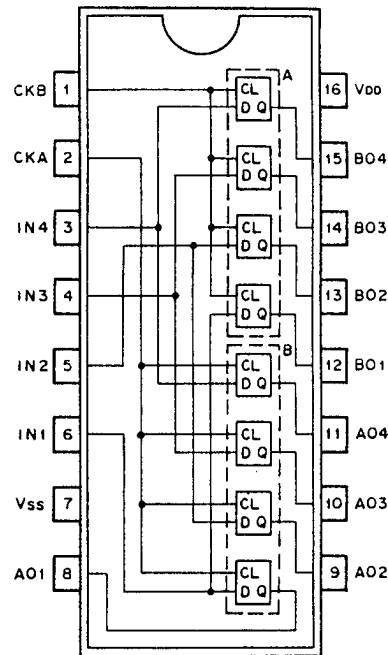 CKB 1
CKA 2
IN4 3
IN3 4
IN2 5
IN1 6
Vss 7
AO1 8
A
CL
D Q
CL
D Q
CL
D Q
CL
D Q
B
CL
D Q
CL
D Q
CL
D Q
CL
D Q
16 VDD
15 BO4
14 BO3
13 BO2
12 BO1
11 AO4
10 AO3
9 AO2